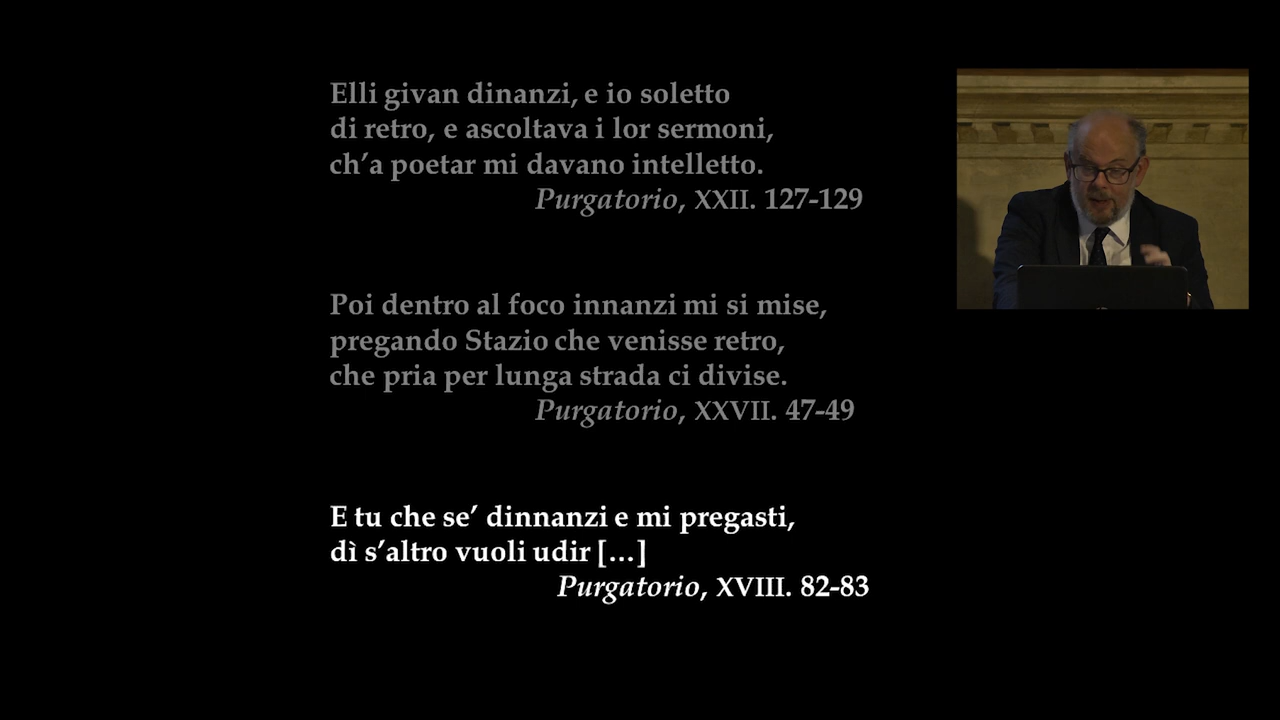 Elli givan dinanzi, e io soletto
di retro, e ascoltava i lor sermoni,
ch’a poetar mi davano intelletto.
Purgatorio, XXII. 127-129
Poi dentro al foco innanzi mi si mise,
pregando Stazio che venisse retro,
che pria per lunga strada ci divise.
Purgatorio, XXVII. 47-49
E tu che se’ dinnanzi e mi pregasti,
dì s’altro vuoli udir […]
Purgatorio, XVIII. 82-83